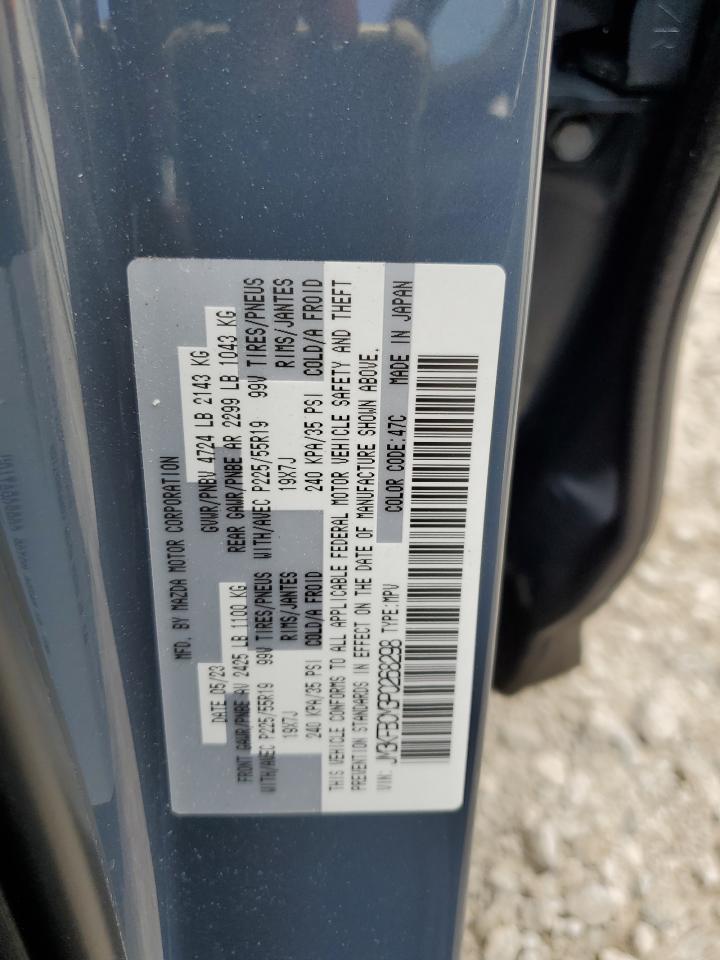 MFD. BY MAZDA MOTOR CORPORATION
DATE 05/23 GVWR/PNBV 4724 LB 2143 KG
FRONT GAWR/PNBE AV 2425 LB 1100 KG REAR GAWR/PNBE AR 2299 LB 1043 KG
WITH/AVEC P225/55R19 99V TIRES/PNEUS WITH/AVEC P225/55R19 99V TIRES/PNEUS
19X7J RIMS/JANTES 19X7J RIMS/JANTES
240 KPA/35 PSI COLD/A FROID 240 KPA/35 PSI COLD/A FROID
THIS VEHICLE CONFORMS TO ALL APPLICABLE FEDERAL MOTOR VEHICLE SAFETY AND THEFT
PREVENTION STANDARDS IN EFFECT ON THE DATE OF MANUFACTURE SHOWN ABOVE.
VIN: JM3KFBDM3P0268298 TYPE:MPV COLOR CODE:47C MADE IN JAPAN